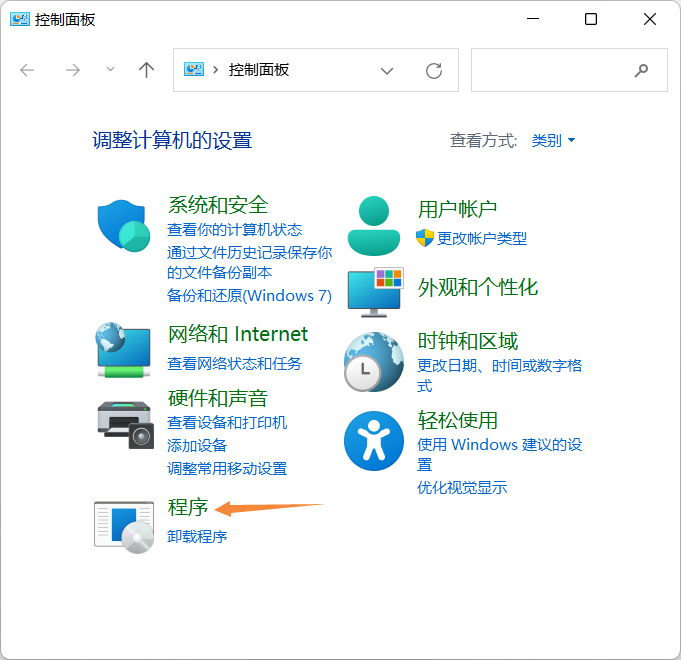 控制面板
控制面板
调整计算机的设置
查看方式: 类别
系统和安全
查看你的计算机状态
通过文件历史记录保存你
的文件备份副本
备份和还原(Windows 7)
网络和 Internet
查看网络状态和任务
硬件和声音
查看设备和打印机
添加设备
调整常用移动设置
程序
卸载程序
用户帐户
更改帐户类型
外观和个性化
时钟和区域
更改日期、时间或数字格
式
轻松使用
使用 Windows 建议的设
置
优化视觉显示